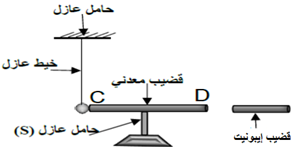 حامل عازل
خيط عازل
قضيب معدني
C
D
حامل عازل (S)
قضيب إيبونيت